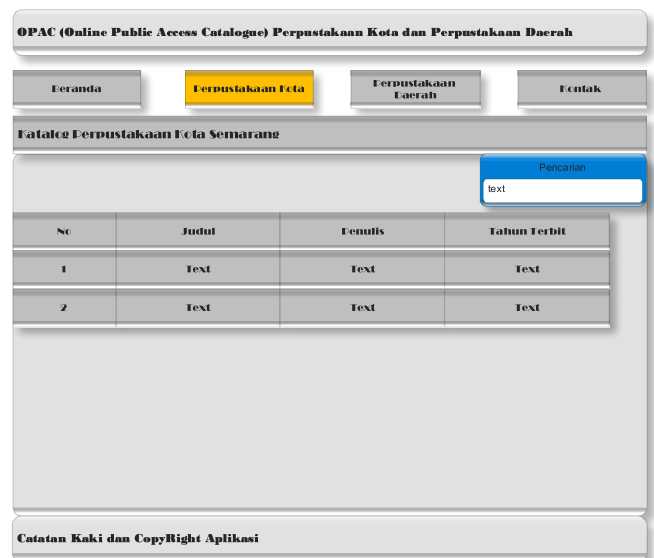 OPAC (Online Public Access Catalogue) Perpustakaan Kota dan Perpustakaan Daerah
Beranda
Perpustakaan Kota
Perpustakaan
Daerah
Kontak
Katalog Perpustakaan Kota Semarang
Pencarian
text
No Judul Penulis Tahun Terbit
1 Text Text Text
2 Text Text Text
Catatan Kaki dan CopyRight Aplikasi